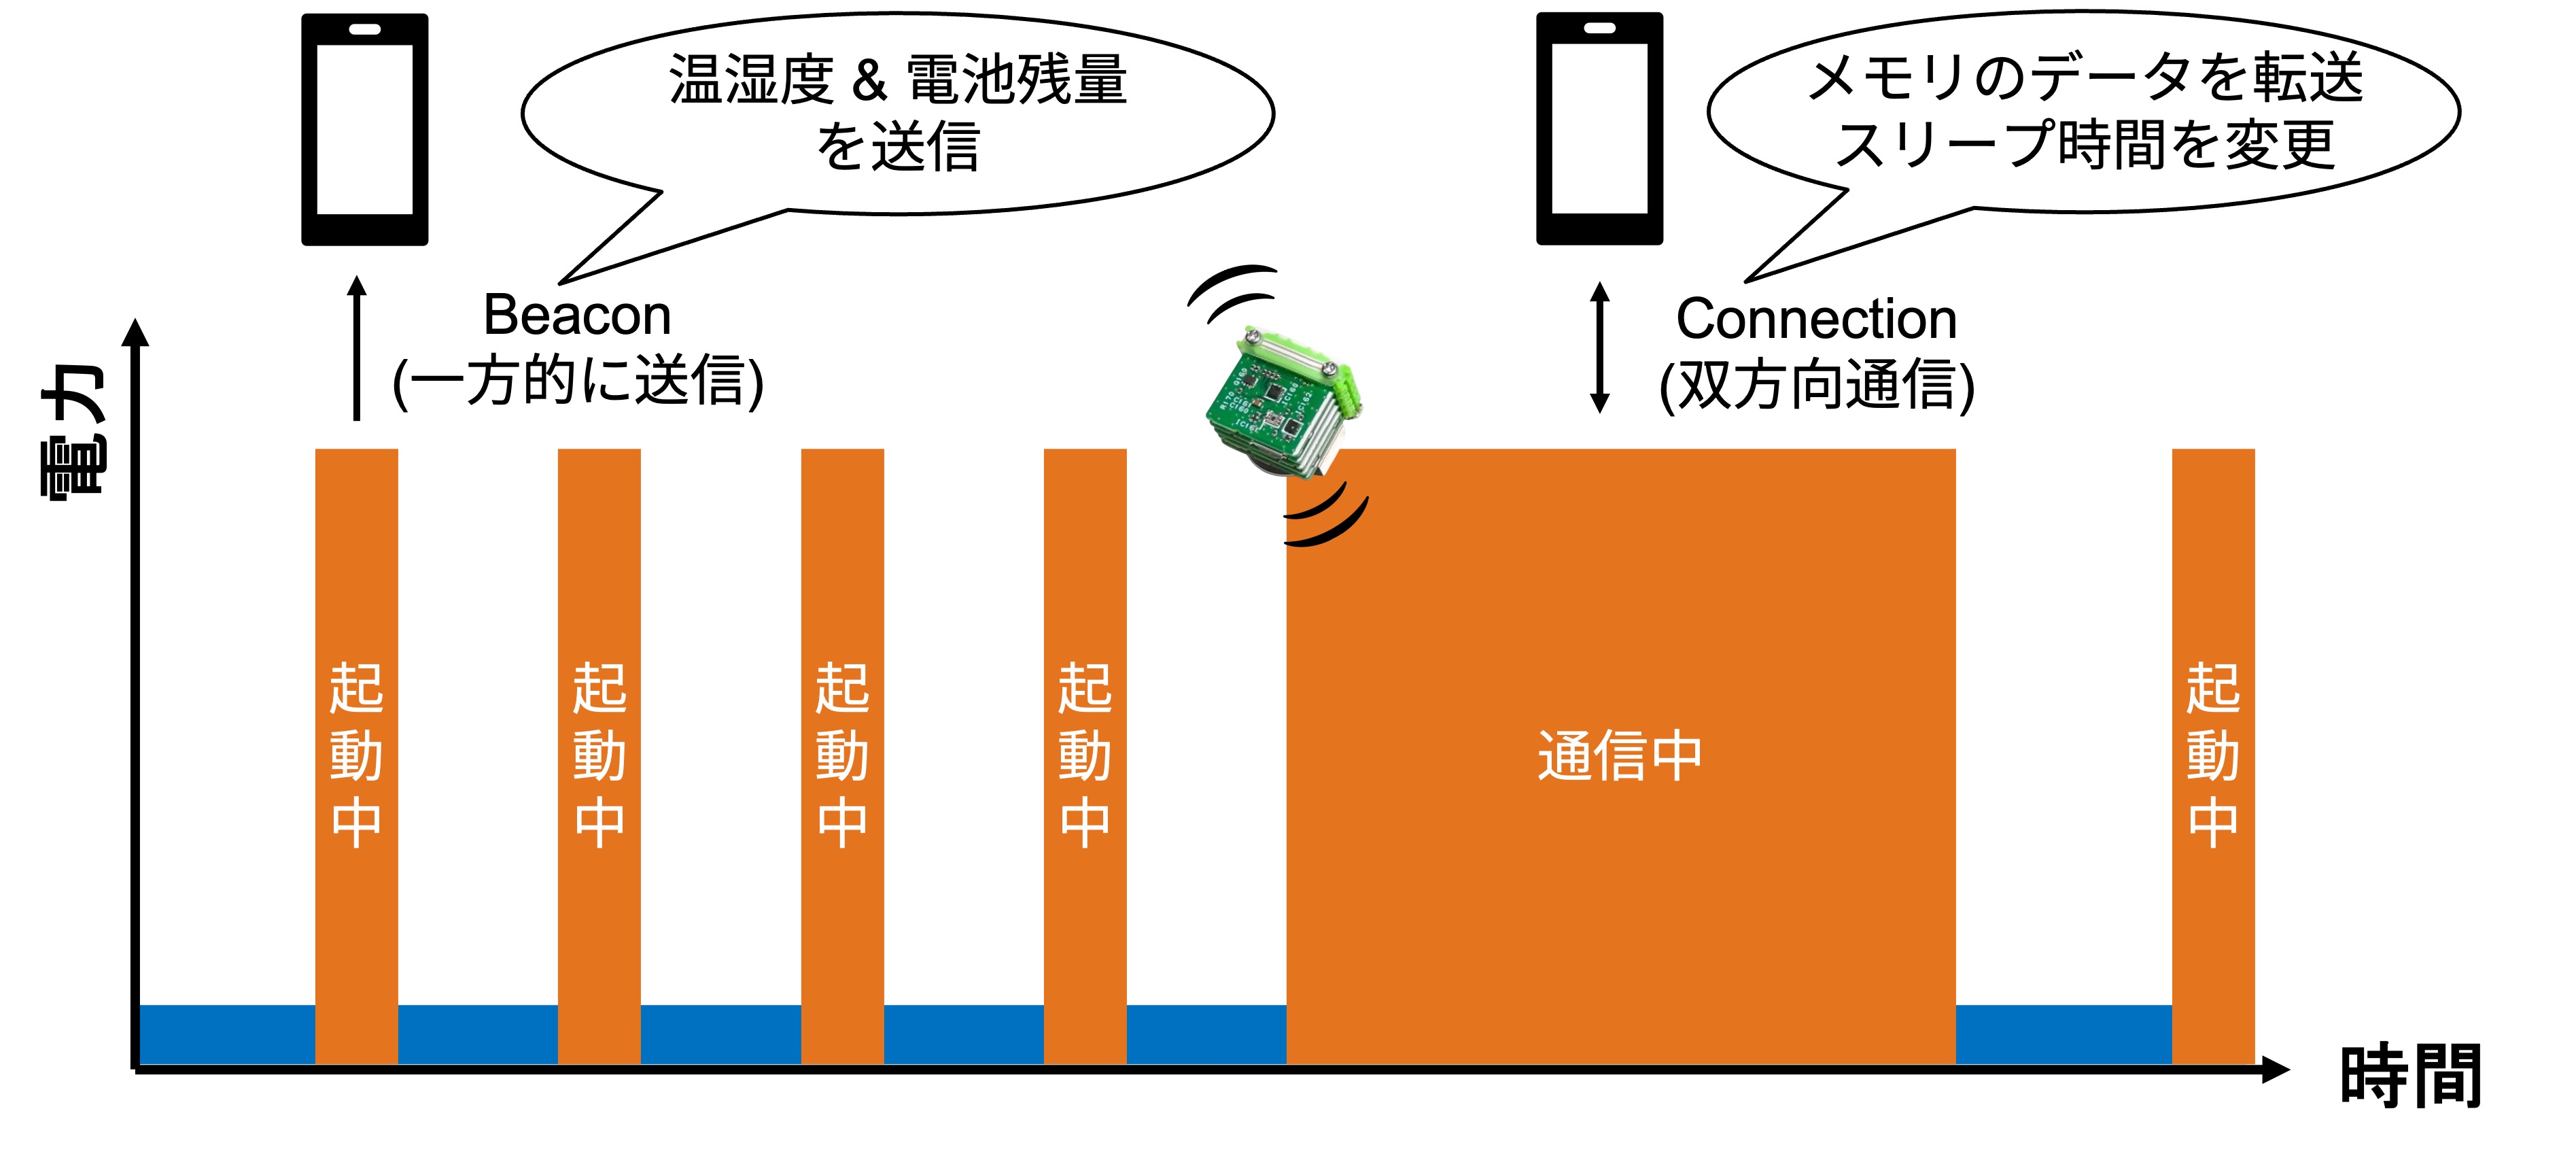 温湿度 & 電池残量
を送信
メモリのデータを転送
スリープ時間を変更
Beacon
(一方的に送信)
Connection
(双方向通信)
電力
起動中
起動中
起動中
起動中
通信中
起動中
時間